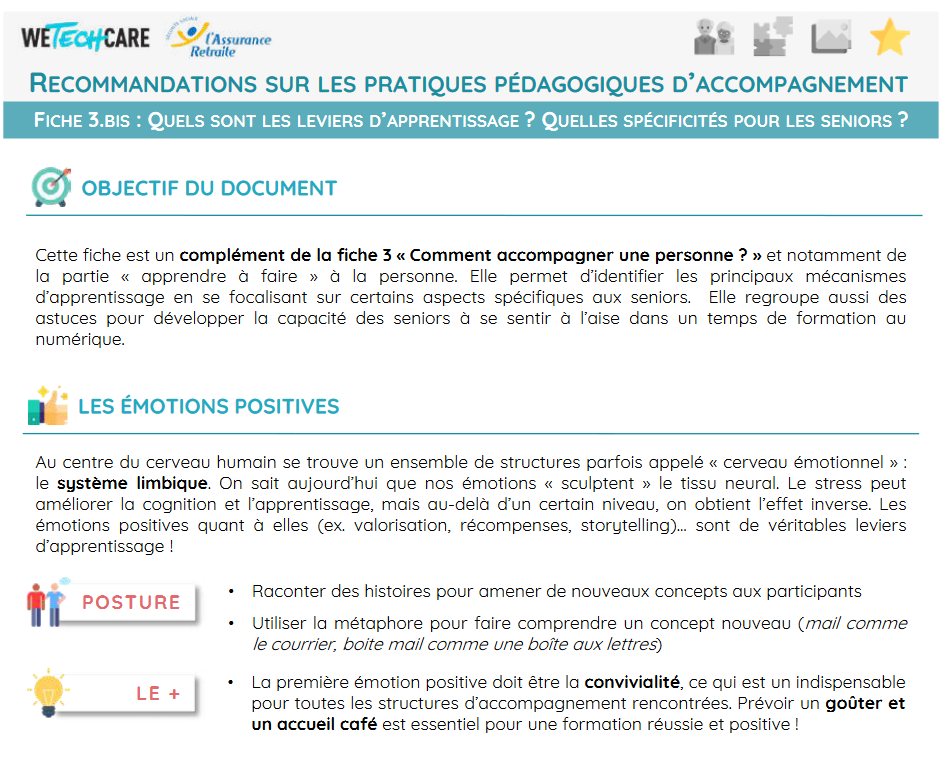 WETECHCARE
l'Assurance
Retraite
RECOMMANDATIONS SUR LES PRATIQUES PÉDAGOGIQUES D'ACCOMPAGNEMENT
FICHE 3.BIS : QUELS SONT LES LEVIERS D'APPRENTISSAGE ? QUELLES SPÉCIFICITÉS POUR LES SENIORS ?
OBJECTIF DU DOCUMENT
Cette fiche est un complément de la fiche 3 « Comment accompagner une personne ? » et notamment de
la partie « apprendre à faire » à la personne. Elle permet d'identifier les principaux mécanismes
d'apprentissage en se focalisant sur certains aspects spécifiques aux seniors. Elle regroupe aussi des
astuces pour développer la capacité des seniors à se sentir à l'aise dans un temps de formation au
numérique.
LES ÉMOTIONS POSITIVES
Au centre du cerveau humain se trouve un ensemble de structures parfois appelé « cerveau émotionnel » :
le système limbique. On sait aujourd'hui que nos émotions « sculptent » le tissu neural. Le stress peut
améliorer la cognition et l'apprentissage, mais au-delà d'un certain niveau, on obtient l'effet inverse. Les
émotions positives quant à elles (ex. valorisation, récompenses, storytelling)... sont de véritables leviers
d'apprentissage !
POSTURE
• Raconter des histoires pour amener de nouveaux concepts aux participants
• Utiliser la métaphore pour faire comprendre un concept nouveau (mail comme
le courrier, boite mail comme une boîte aux lettres)
LE +
• La première émotion positive doit être la convivialité, ce qui est un indispensable
pour toutes les structures d'accompagnement rencontrées. Prévoir un goûter et
un accueil café est essentiel pour une formation réussie et positive !